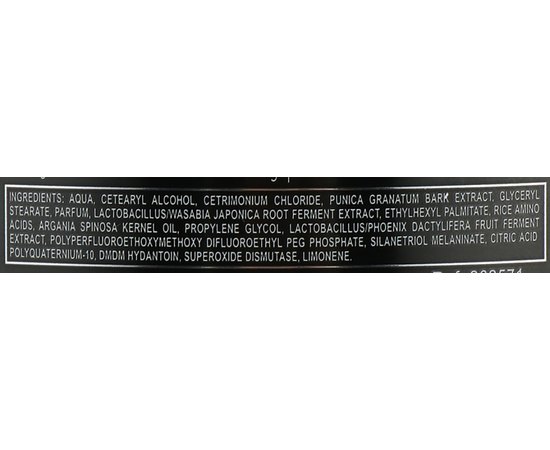 INGREDIENTS: AQUA, CETEARYL ALCOHOL, CETRIMONIUM CHLORIDE, PUNICA GRANATUM BARK EXTRACT, GLYCERYL
STEARATE, PARFUM, LACTOBACILLUS/WASABIA JAPONICA ROOT FERMENT EXTRACT, ETHYLHEXYL PALMITATE, RICE AMINO
ACIDS, ARGANIA SPINOSA KERNEL OIL, PROPYLENE GLYCOL, LACTOBACILLUS/PHOENIX DACTYLIFERA FRUIT FERMENT
EXTRACT, POLYPERFLUOROETHOXYMETHOXY DIFLUOROETHYL PEG PHOSPHATE, SILANETRIOL MELANINATE, CITRIC ACID
POLYQUATERNIUM-10, DMDM HYDANTOIN, SUPEROXIDE DISMUTASE, LIMONENE.